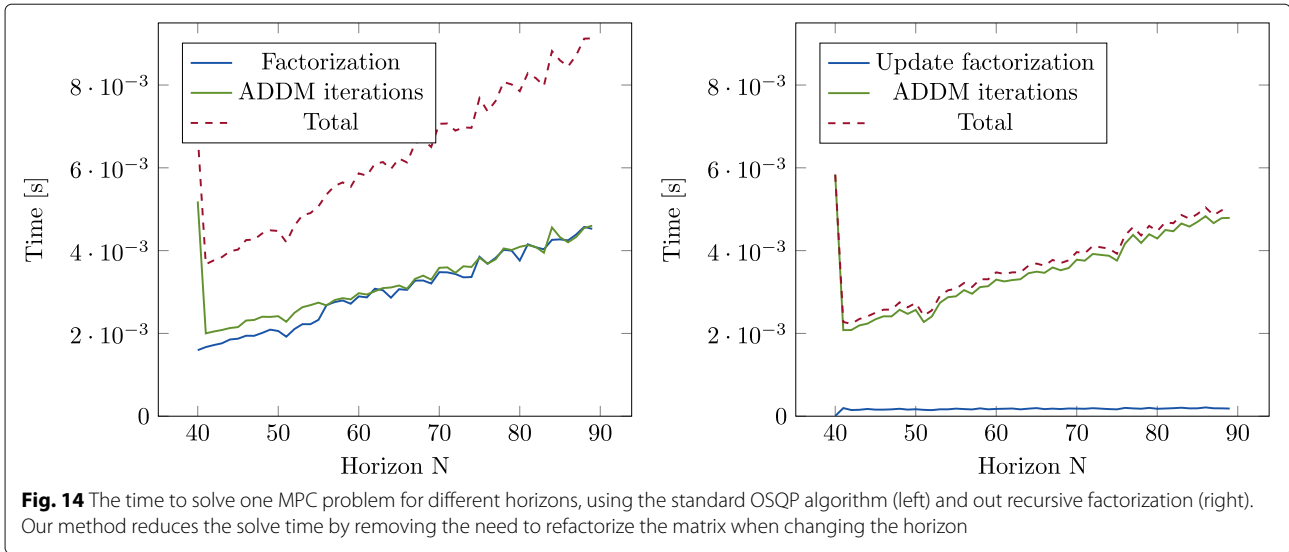 Factorization
ADDM iterations
Total
8 · 10⁻³
6 · 10⁻³
4 · 10⁻³
2 · 10⁻³
0
Time [s]
40 50 60 70 80 90
Horizon N
Update factorization
ADDM iterations
Total
8 · 10⁻³
6 · 10⁻³
4 · 10⁻³
2 · 10⁻³
0
Time [s]
40 50 60 70 80 90
Horizon N
Fig. 14 The time to solve one MPC problem for different horizons, using the standard OSQP algorithm (left) and out recursive factorization (right).
Our method reduces the solve time by removing the need to refactorize the matrix when changing the horizon